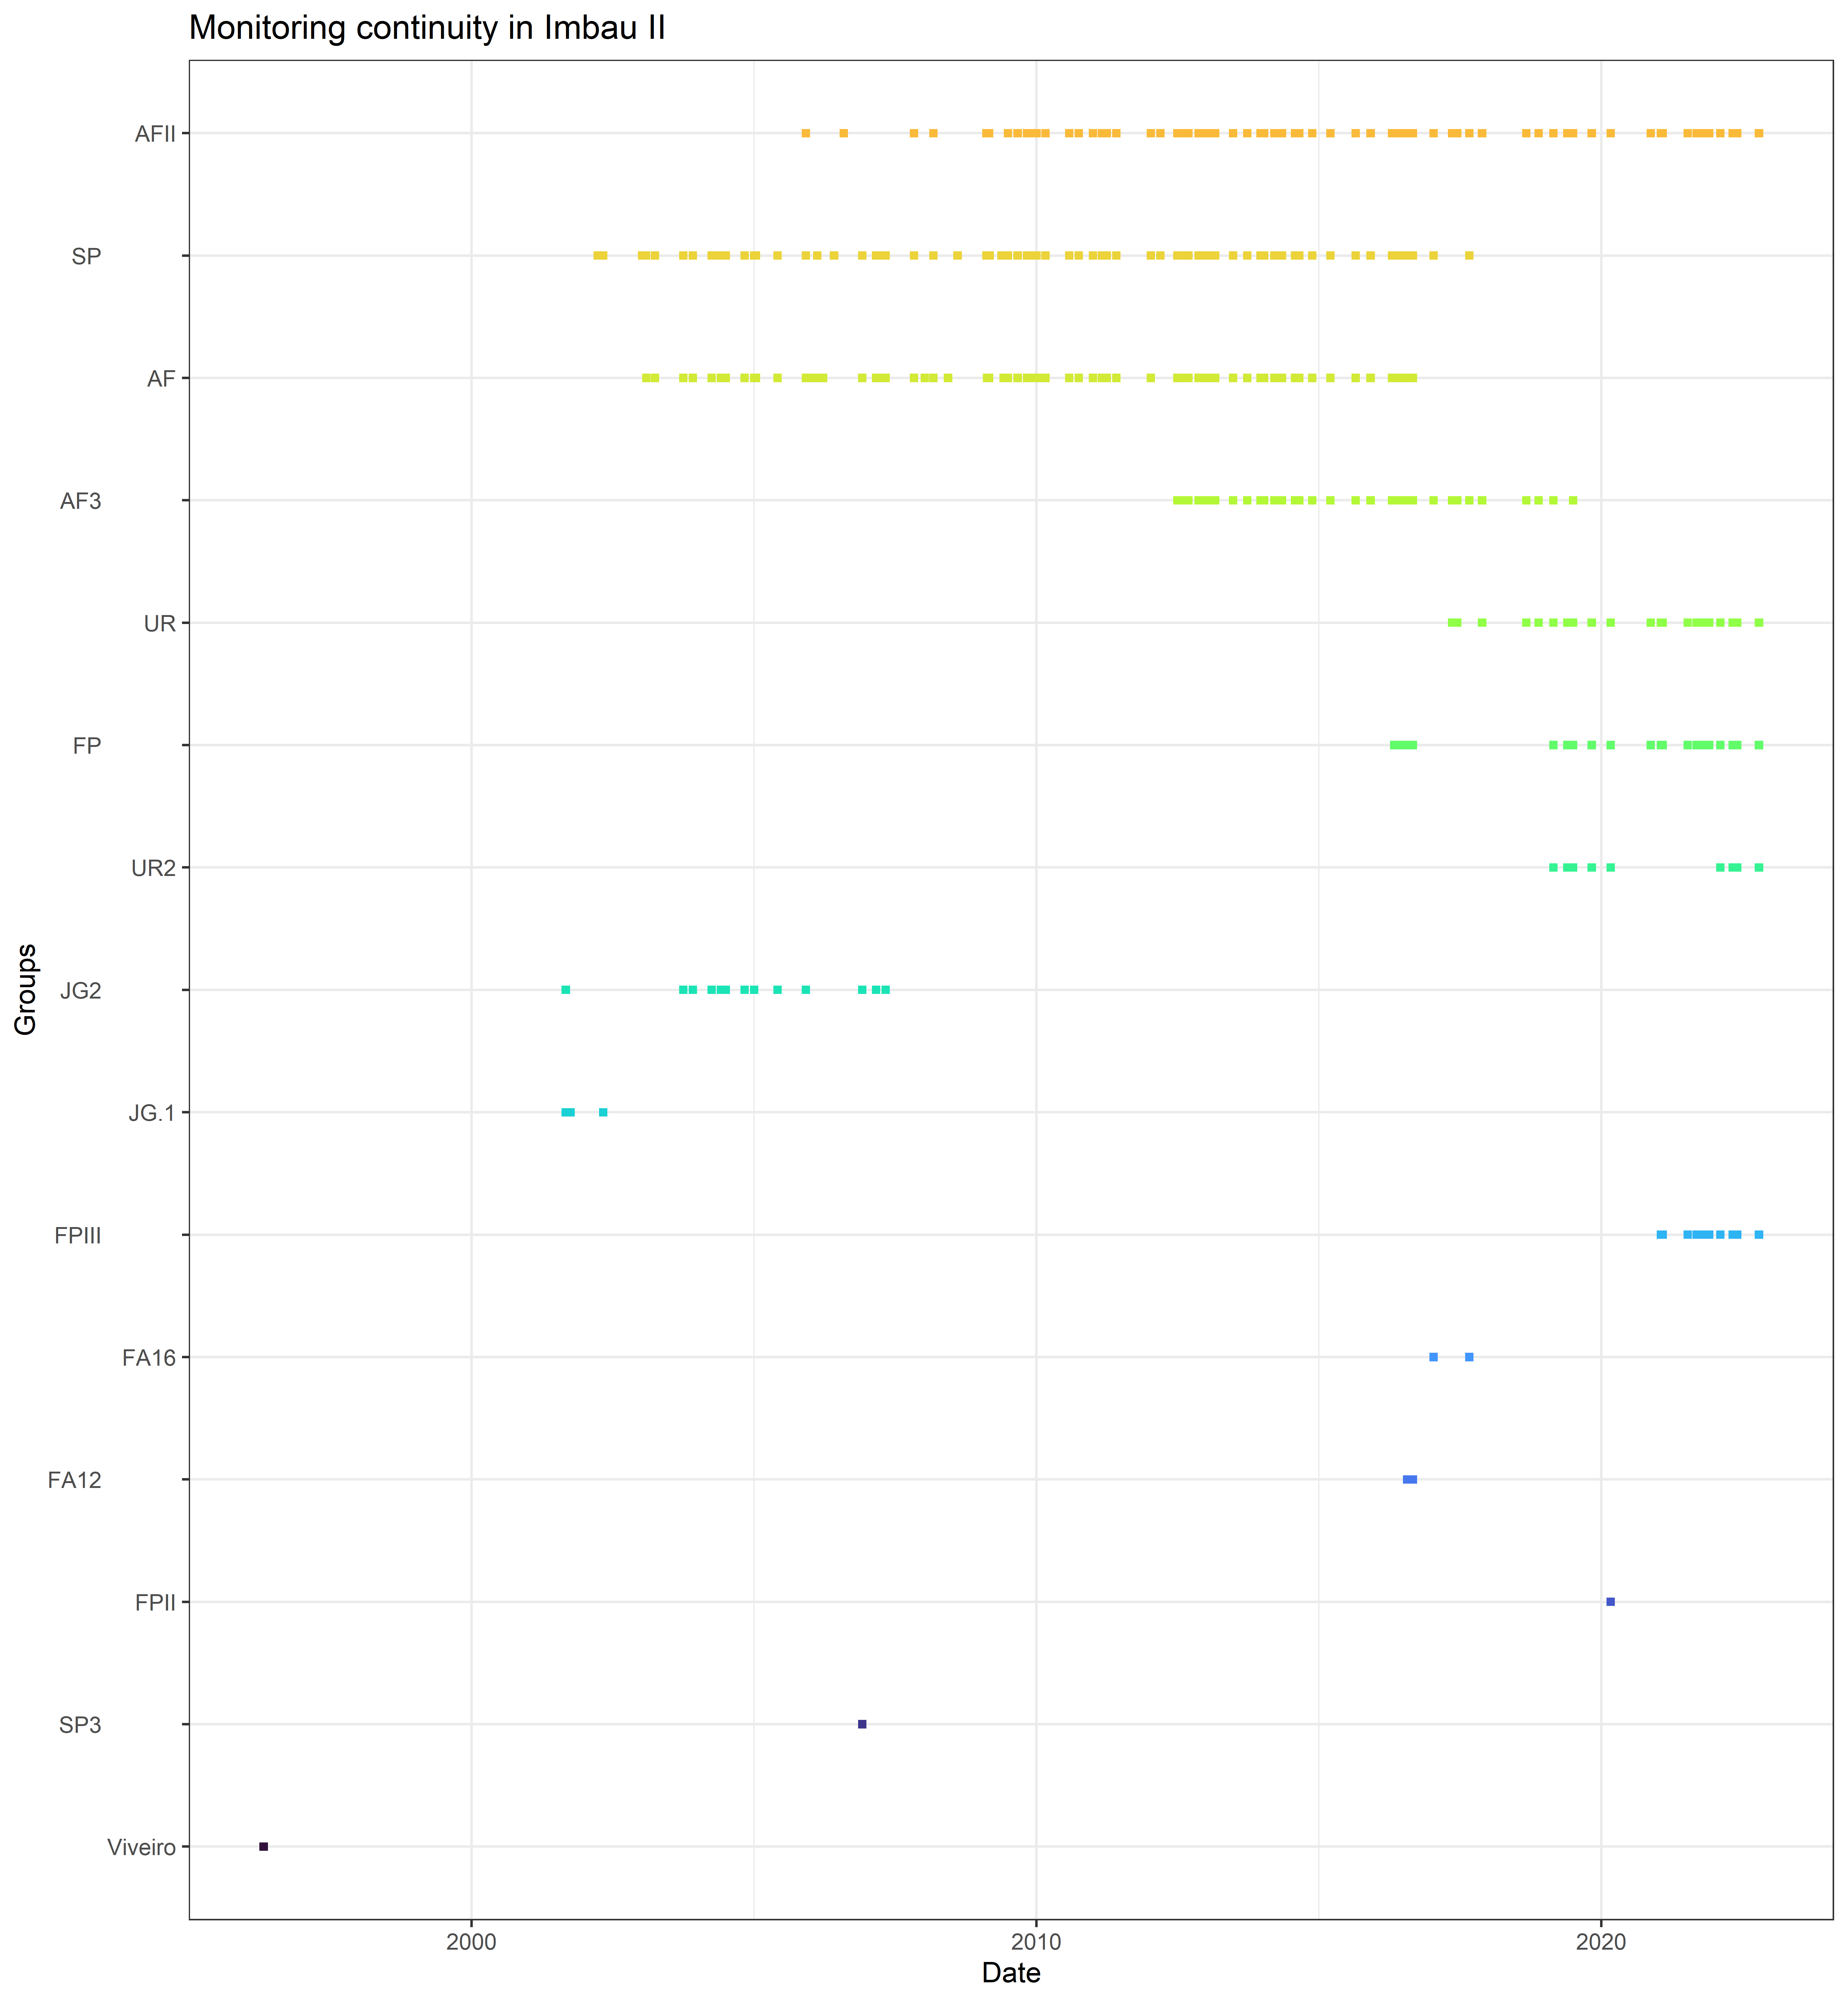 Monitoring continuity in Imbau II
AFII
SP
AF
AF3
UR
FP
UR2
JG2
JG.1
FPIII
FA16
FA12
FPII
SP3
Viveiro
Groups
2000 2010 2020
Date